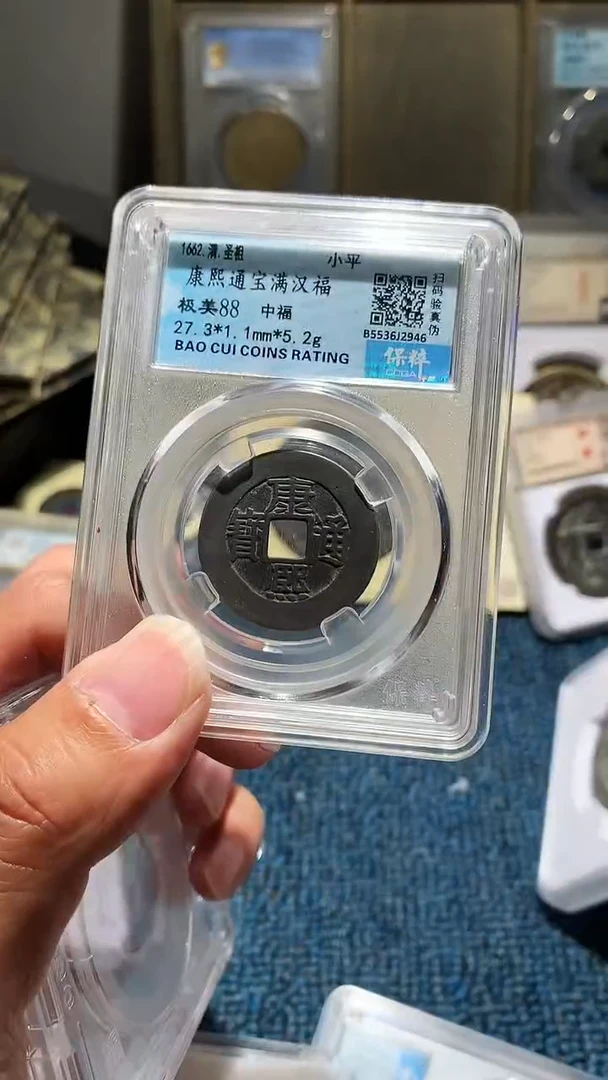 1662.清.圣祖 小平
康熙通宝满汉福
极美88 中福
27.3*1.1mm*5.2g
BAO CUI COINS RATING
扫码验真伪
B5536J2946
保粹
康熙通寶